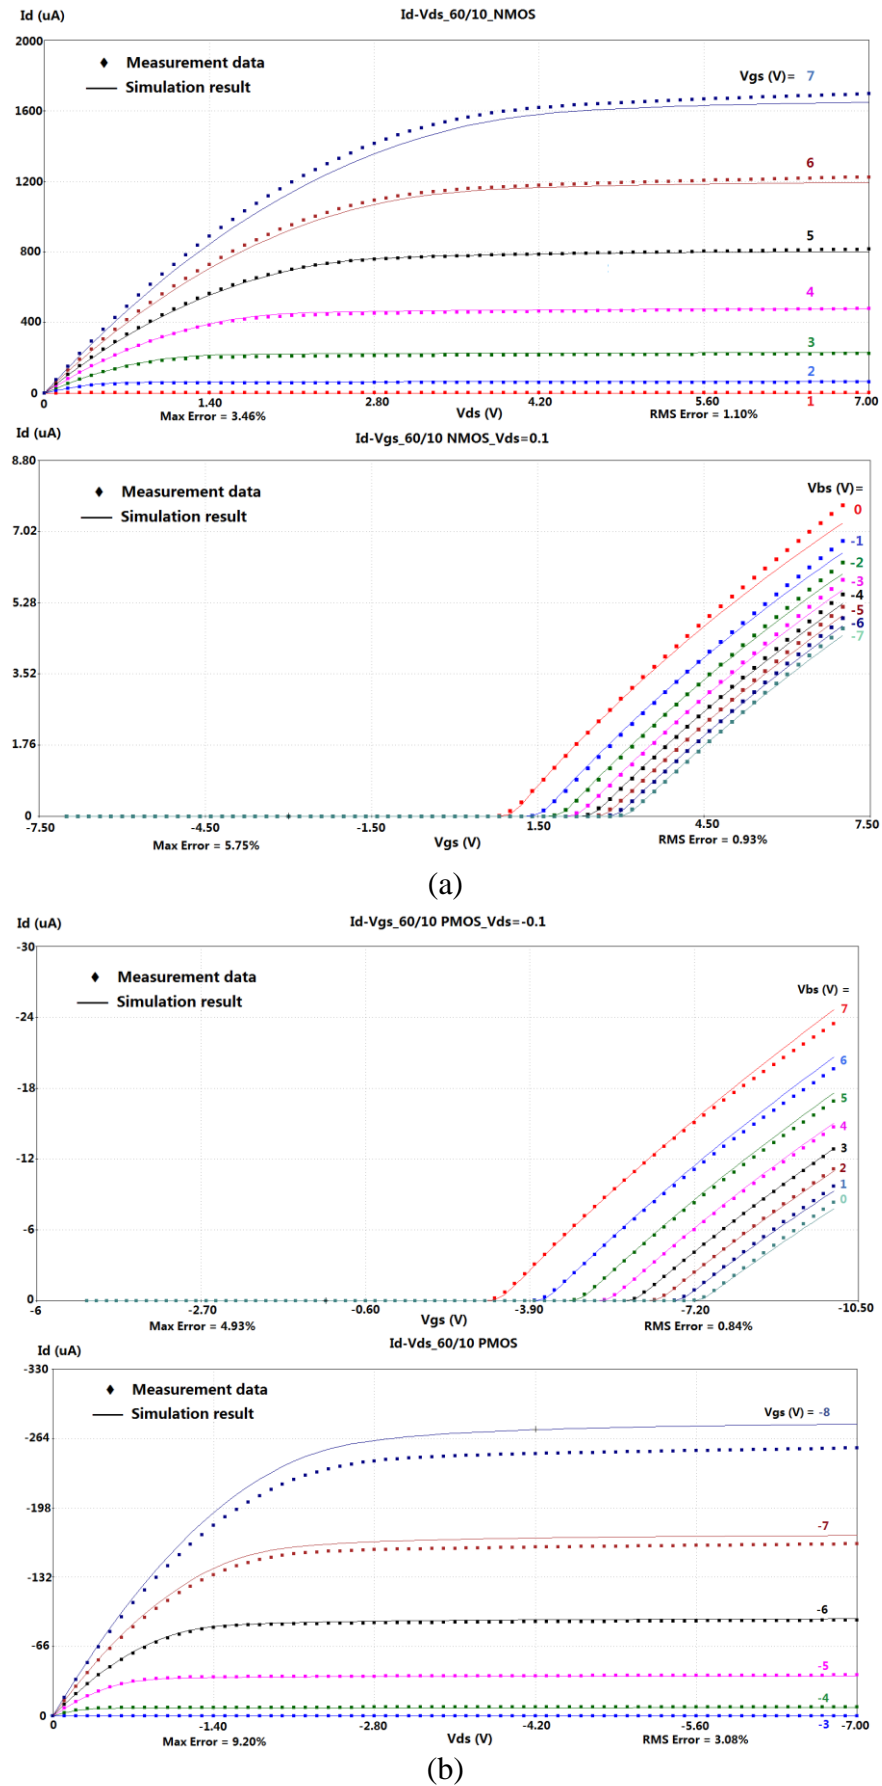 Id (uA)
Id-Vds_60/10_NMOS
2000
Measurement data
Vgs (V)= 7
Simulation result
1600
6
1200
5
800
4
400
3
2
0
1
0 1.40 2.80 Vds (V) 4.20 5.60 7.00
Max Error = 3.46% RMS Error = 1.10%
Id (uA)
Id-Vgs_60/10 NMOS_Vds=0.1
8.80
Vbs (V)=
Measurement data
0
Simulation result
7.02
-1
-2
-3
5.28
-4
-5
-6
-7
3.52
1.76
0
-7.50 -4.50 -1.50 1.50 4.50 7.50
Max Error = 5.75% Vgs (V) RMS Error = 0.93%
(a)
Id (uA)
Id-Vgs_60/10 PMOS_Vds=-0.1
-30
Measurement data
Vbs (V) =
Simulation result
7
-24
6
-18
5
4
-12
3
2
1
0
-6
0
-6 -2.70 -0.60 -3.90 -7.20 -10.50
Max Error = 4.93% Vgs (V) RMS Error = 0.84%
Id (uA)
Id-Vds_60/10 PMOS
-330
Measurement data
Vgs (V) = -8
Simulation result
-264
-198
-7
-132
-6
-66
-5
-4
0
-3
0 -1.40 -2.80 -4.20 -5.60 -7.00
Max Error = 9.20% Vds (V) RMS Error = 3.08%
(b)